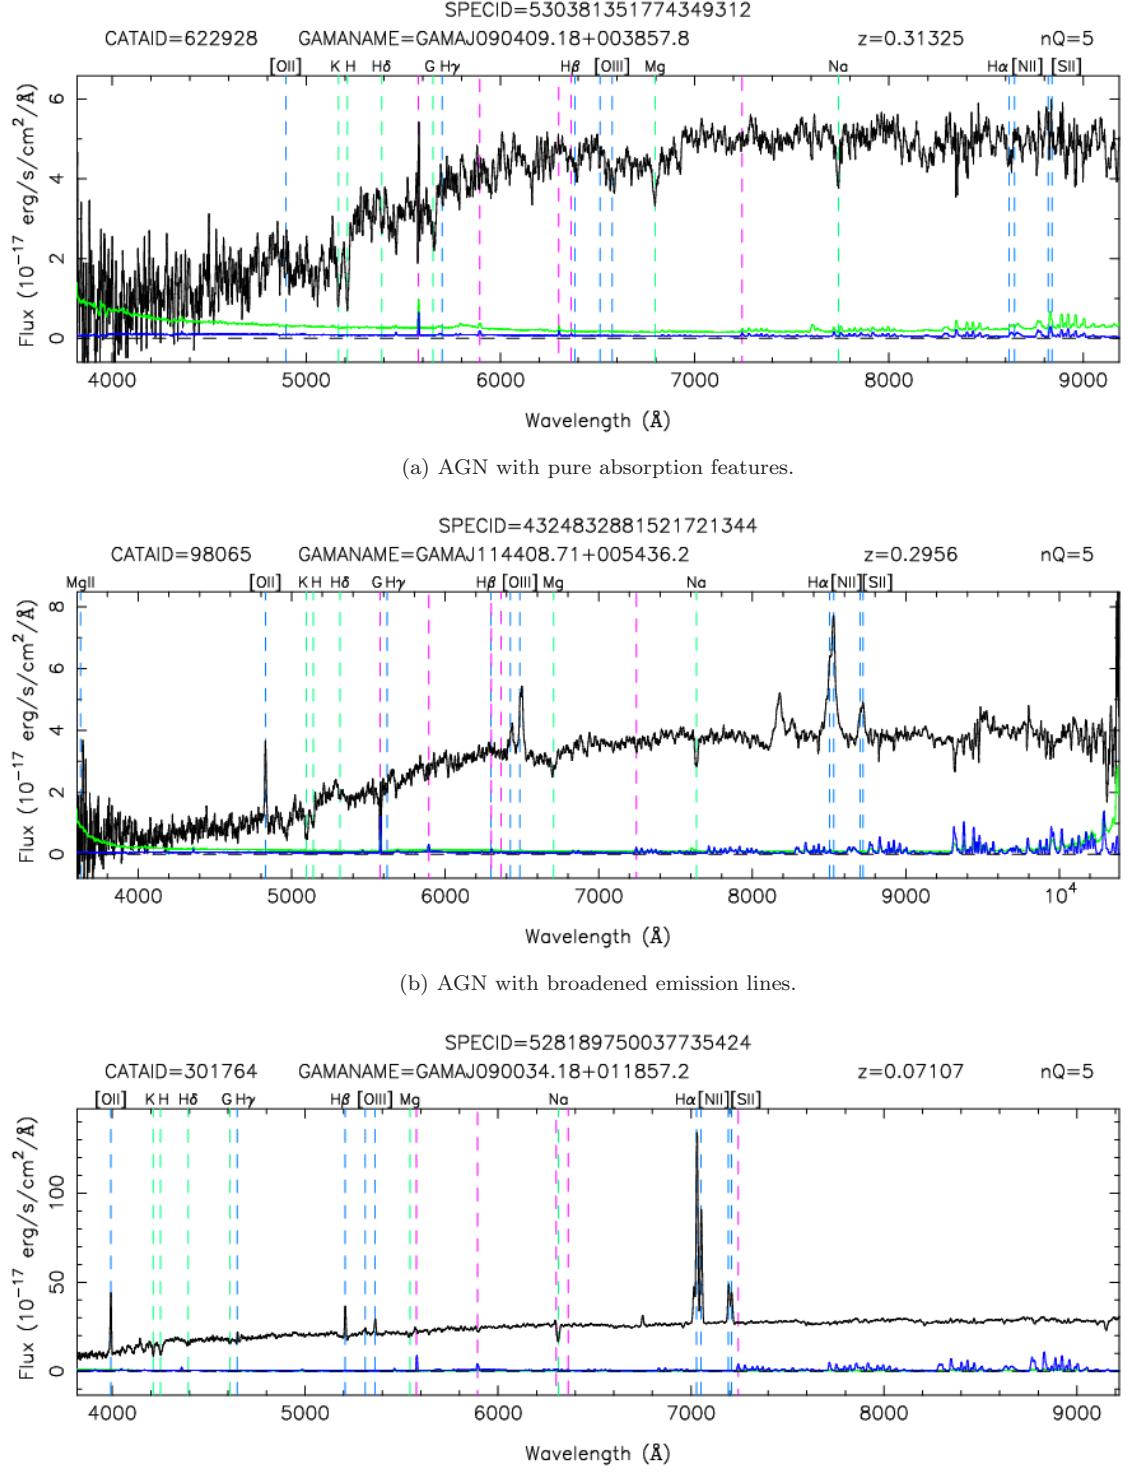 SPECID=530381351774349312
CATAID=622928 GAMANAME=GAMAJ090409.18+003857.8 z=0.31325 nQ=5
[OII] K H Hδ G Hγ Hβ [OIII] Mg Na Hα [NII] [SII]
6
4
2
0
Flux (10⁻¹⁷ erg/s/cm²/Å)
4000 5000 6000 7000 8000 9000
Wavelength (Å)
(a) AGN with pure absorption features.
SPECID=4324832881521721344
CATAID=98065 GAMANAME=GAMAJ114408.71+005436.2 z=0.2956 nQ=5
MgII [OII] K H Hδ G Hγ Hβ [OIII] Mg Na Hα [NII] [SII]
8
6
4
2
0
Flux (10⁻¹⁷ erg/s/cm²/Å)
4000 5000 6000 7000 8000 9000 10⁴
Wavelength (Å)
(b) AGN with broadened emission lines.
SPECID=528189750037735424
CATAID=301764 GAMANAME=GAMAJ090034.18+011857.2 z=0.07107 nQ=5
[OII] K H Hδ G Hγ Hβ [OIII] Mg Na Hα [NII] [SII]
100
50
0
Flux (10⁻¹⁷ erg/s/cm²/Å)
4000 5000 6000 7000 8000 9000
Wavelength (Å)